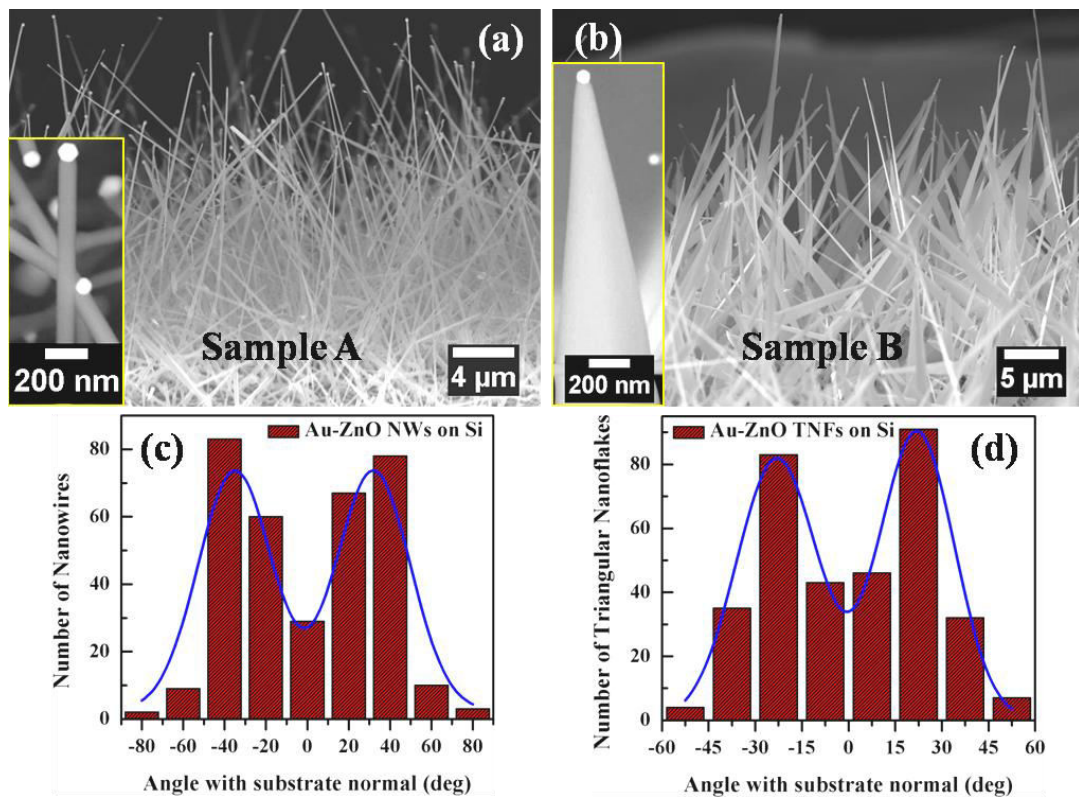 (a)
200 nm
Sample A
4 µm
(b)
200 nm
Sample B
5 µm
(c)
Au-ZnO NWs on Si
Number of Nanowires
80
60
40
20
0
-80 -60 -40 -20 0 20 40 60 80
Angle with substrate normal (deg)
(d)
Au-ZnO TNFs on Si
Number of Triangular Nanoflakes
80
60
40
20
0
-60 -45 -30 -15 0 15 30 45 60
Angle with substrate normal (deg)